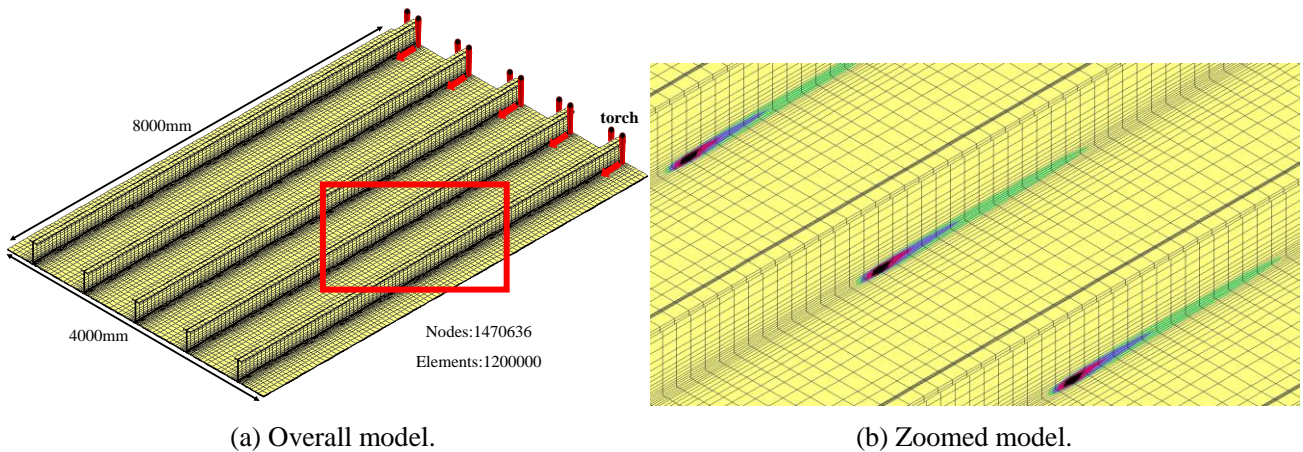 8000mm
torch
4000mm
Nodes:1470636
Elements:1200000
(a) Overall model.
(b) Zoomed model.